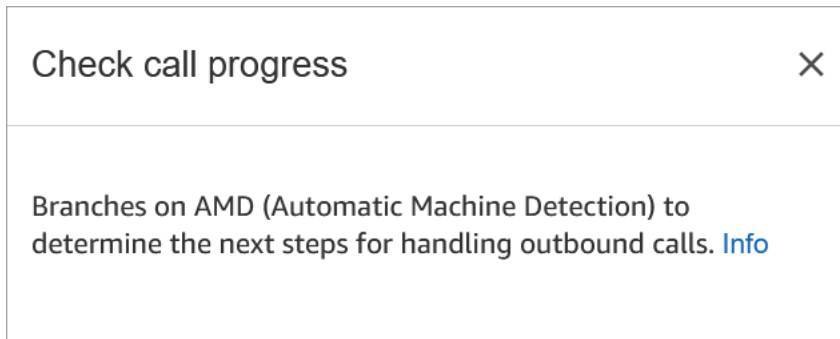 Check call progress
Branches on AMD (Automatic Machine Detection) to
determine the next steps for handling outbound calls. Info